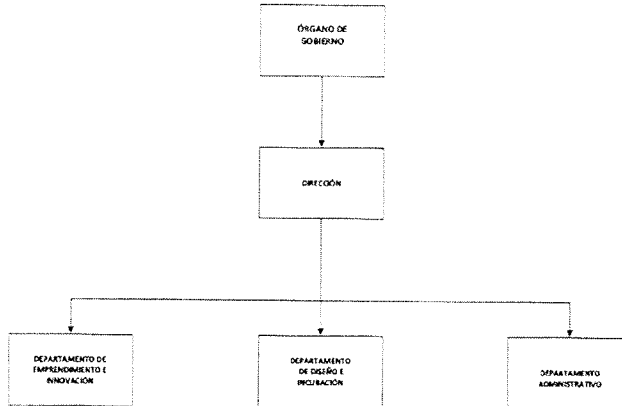 ÓRGANO DE
GOBIERNO
DIRECCIÓN
DEPARTAMENTO DE
EMPRENDIMIENTO E
INNOVACIÓN
DEPARTAMENTO
DE DISEÑO E
INCUBACIÓN
DEPARTAMENTO
ADMINISTRATIVO